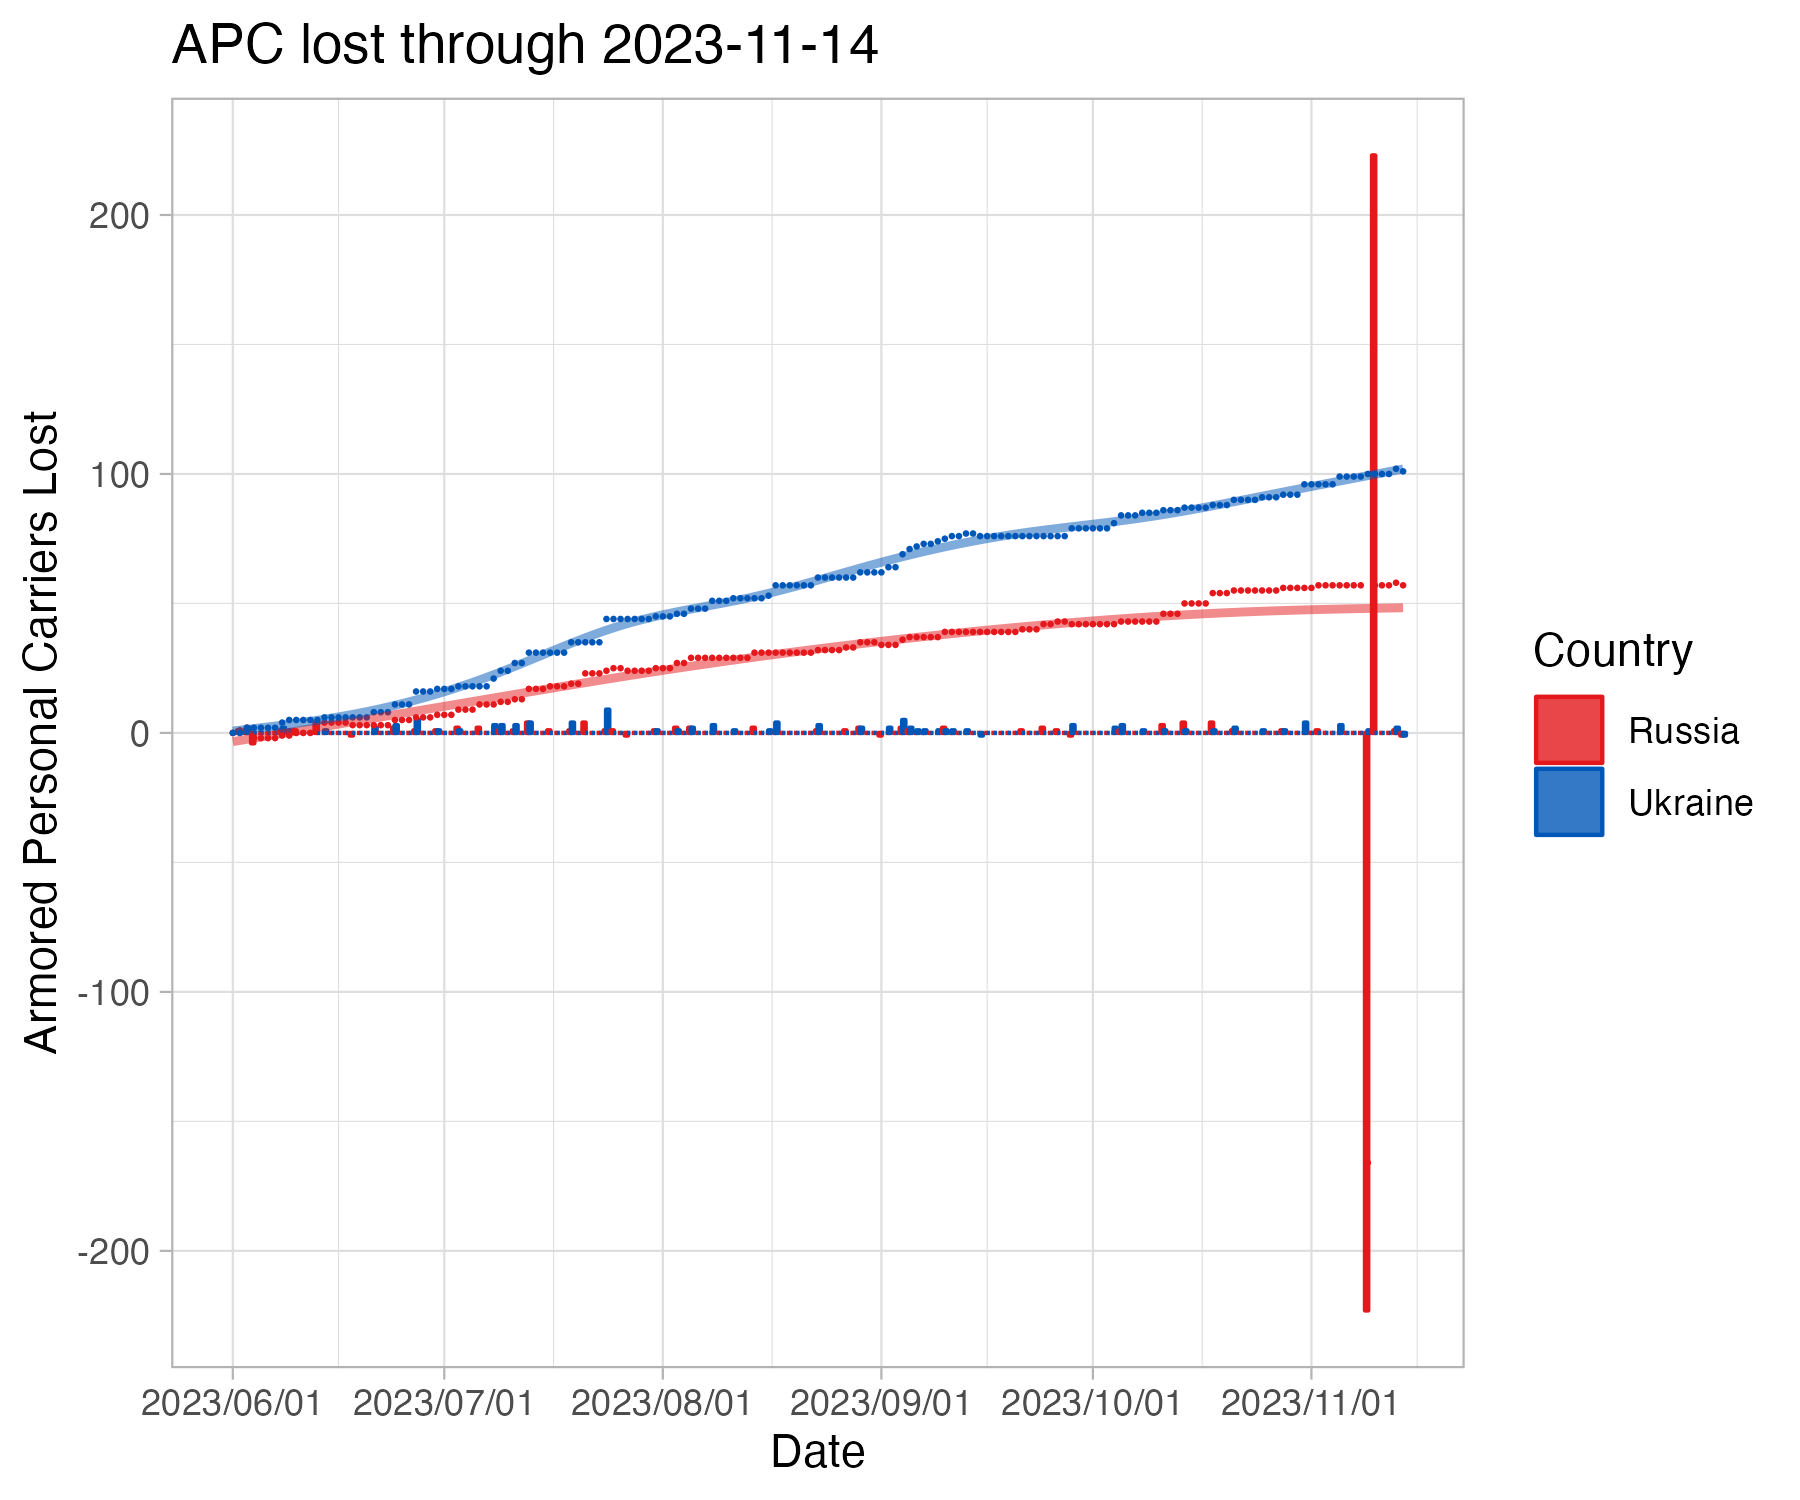 APC lost through 2023-11-14
Armored Personal Carriers Lost
200
100
0
-100
-200
2023/06/01
2023/07/01
2023/08/01
2023/09/01
2023/10/01
2023/11/01
Date
Country
Russia
Ukraine